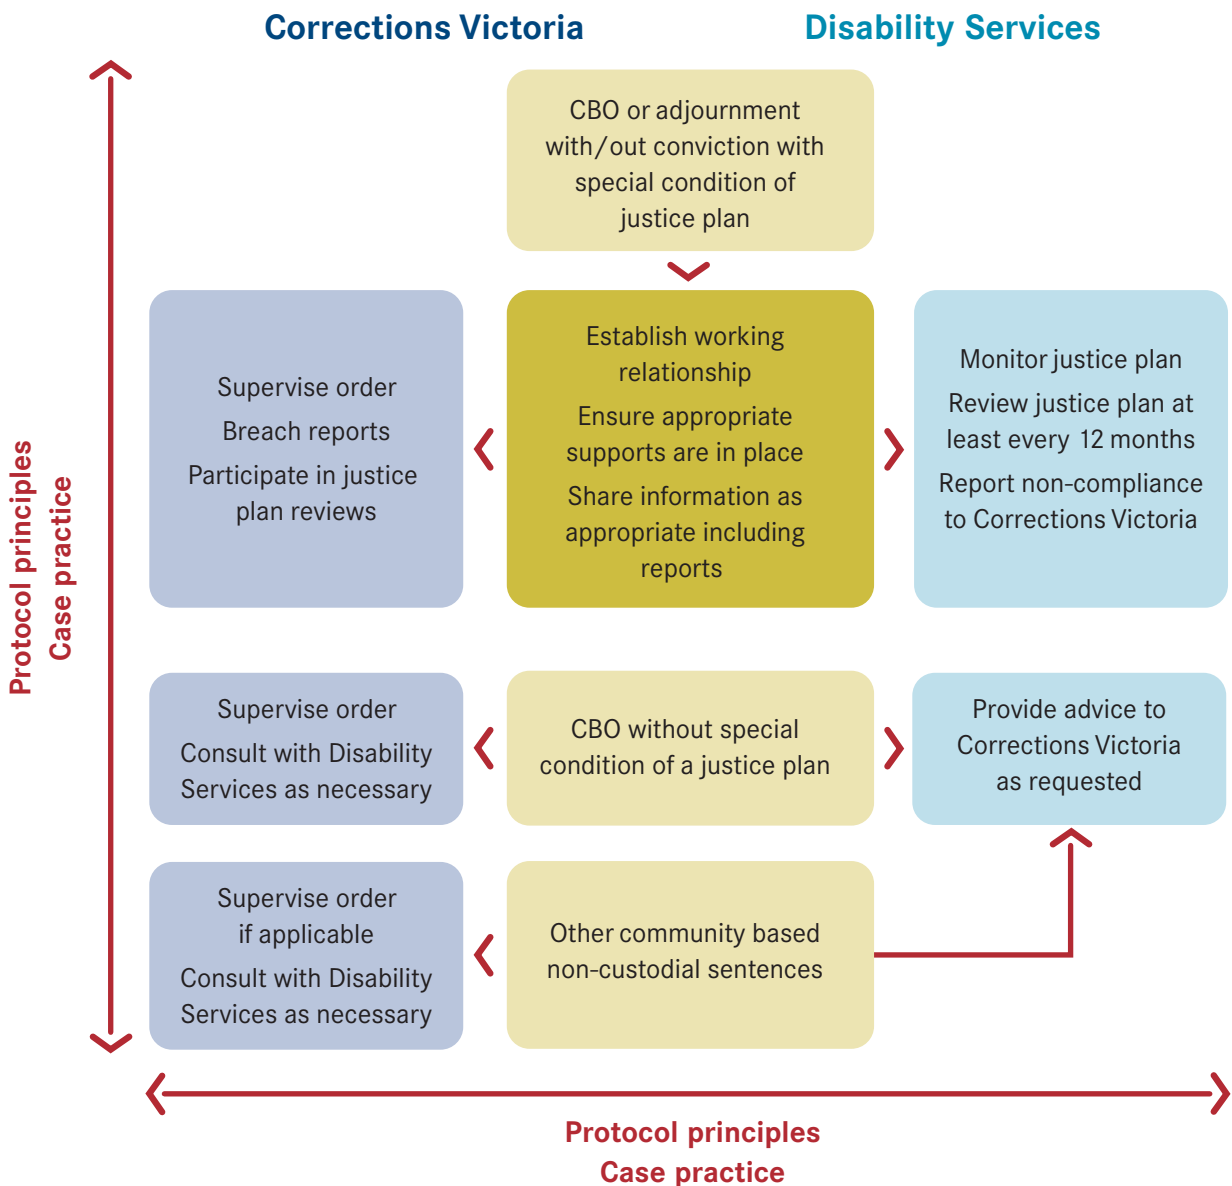 Corrections Victoria
Disability Services
CBO or adjournment
with/out conviction with
special condition of
justice plan
Supervise order
Breach reports
Participate in justice
plan reviews
Establish working
relationship
Ensure appropriate
supports are in place
Share information as
appropriate including
reports
Monitor justice plan
Review justice plan at
least every 12 months
Report non-compliance
to Corrections Victoria
Protocol principles
Case practice
Supervise order
Consult with Disability
Services as necessary
CBO without special
condition of a justice plan
Provide advice to
Corrections Victoria
as requested
Supervise order
if applicable
Consult with Disability
Services as necessary
Other community based
non-custodial sentences
Protocol principles
Case practice